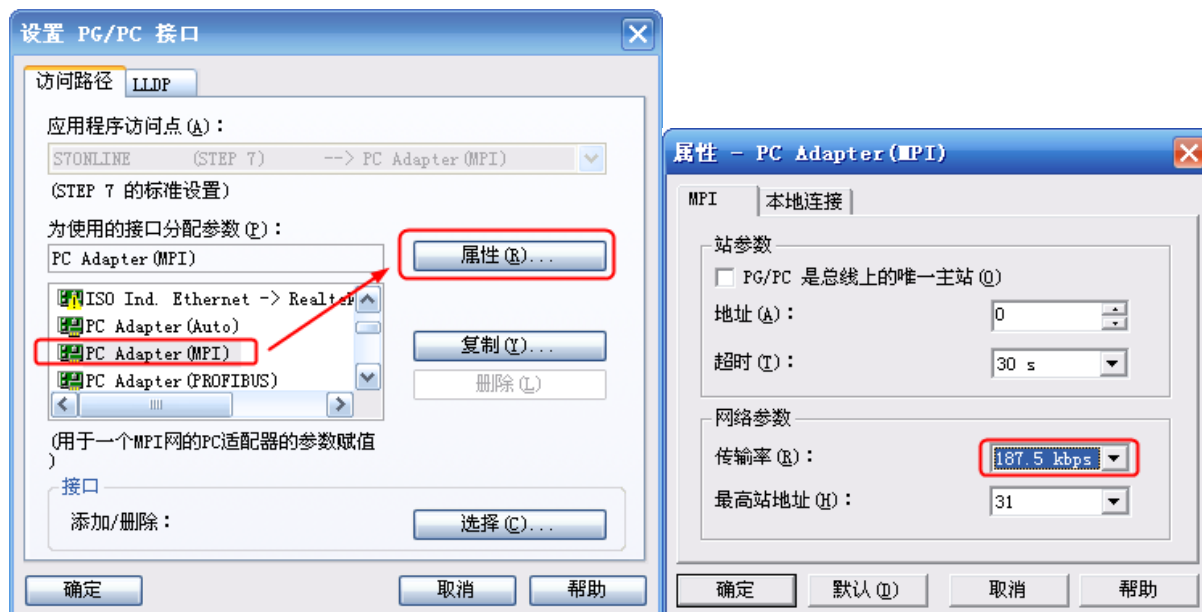 设置 PG/PC 接口
访问路径
LLDP
应用程序访问点(A):
S7ONLINE (STEP 7) --> PC Adapter(MPI)
(STEP 7 的标准设置)
为使用的接口分配参数(P):
PC Adapter(MPI)
属性(R)...
ISO Ind. Ethernet -> Realtek
PC Adapter(Auto)
PC Adapter(MPI)
PC Adapter(PROFIBUS)
复制(Y)...
删除(L)
(用于一个MPI网的PC适配器的参数赋值
)
接口
添加/删除:
选择(C)...
确定
取消
帮助
属性 - PC Adapter(MPI)
MPI
本地连接
站参数
PG/PC 是总线上的唯一主站(O)
地址(A):
0
超时(T):
30 s
网络参数
传输率(R):
187.5 kbps
最高站地址(H):
31
确定
默认(D)
取消
帮助